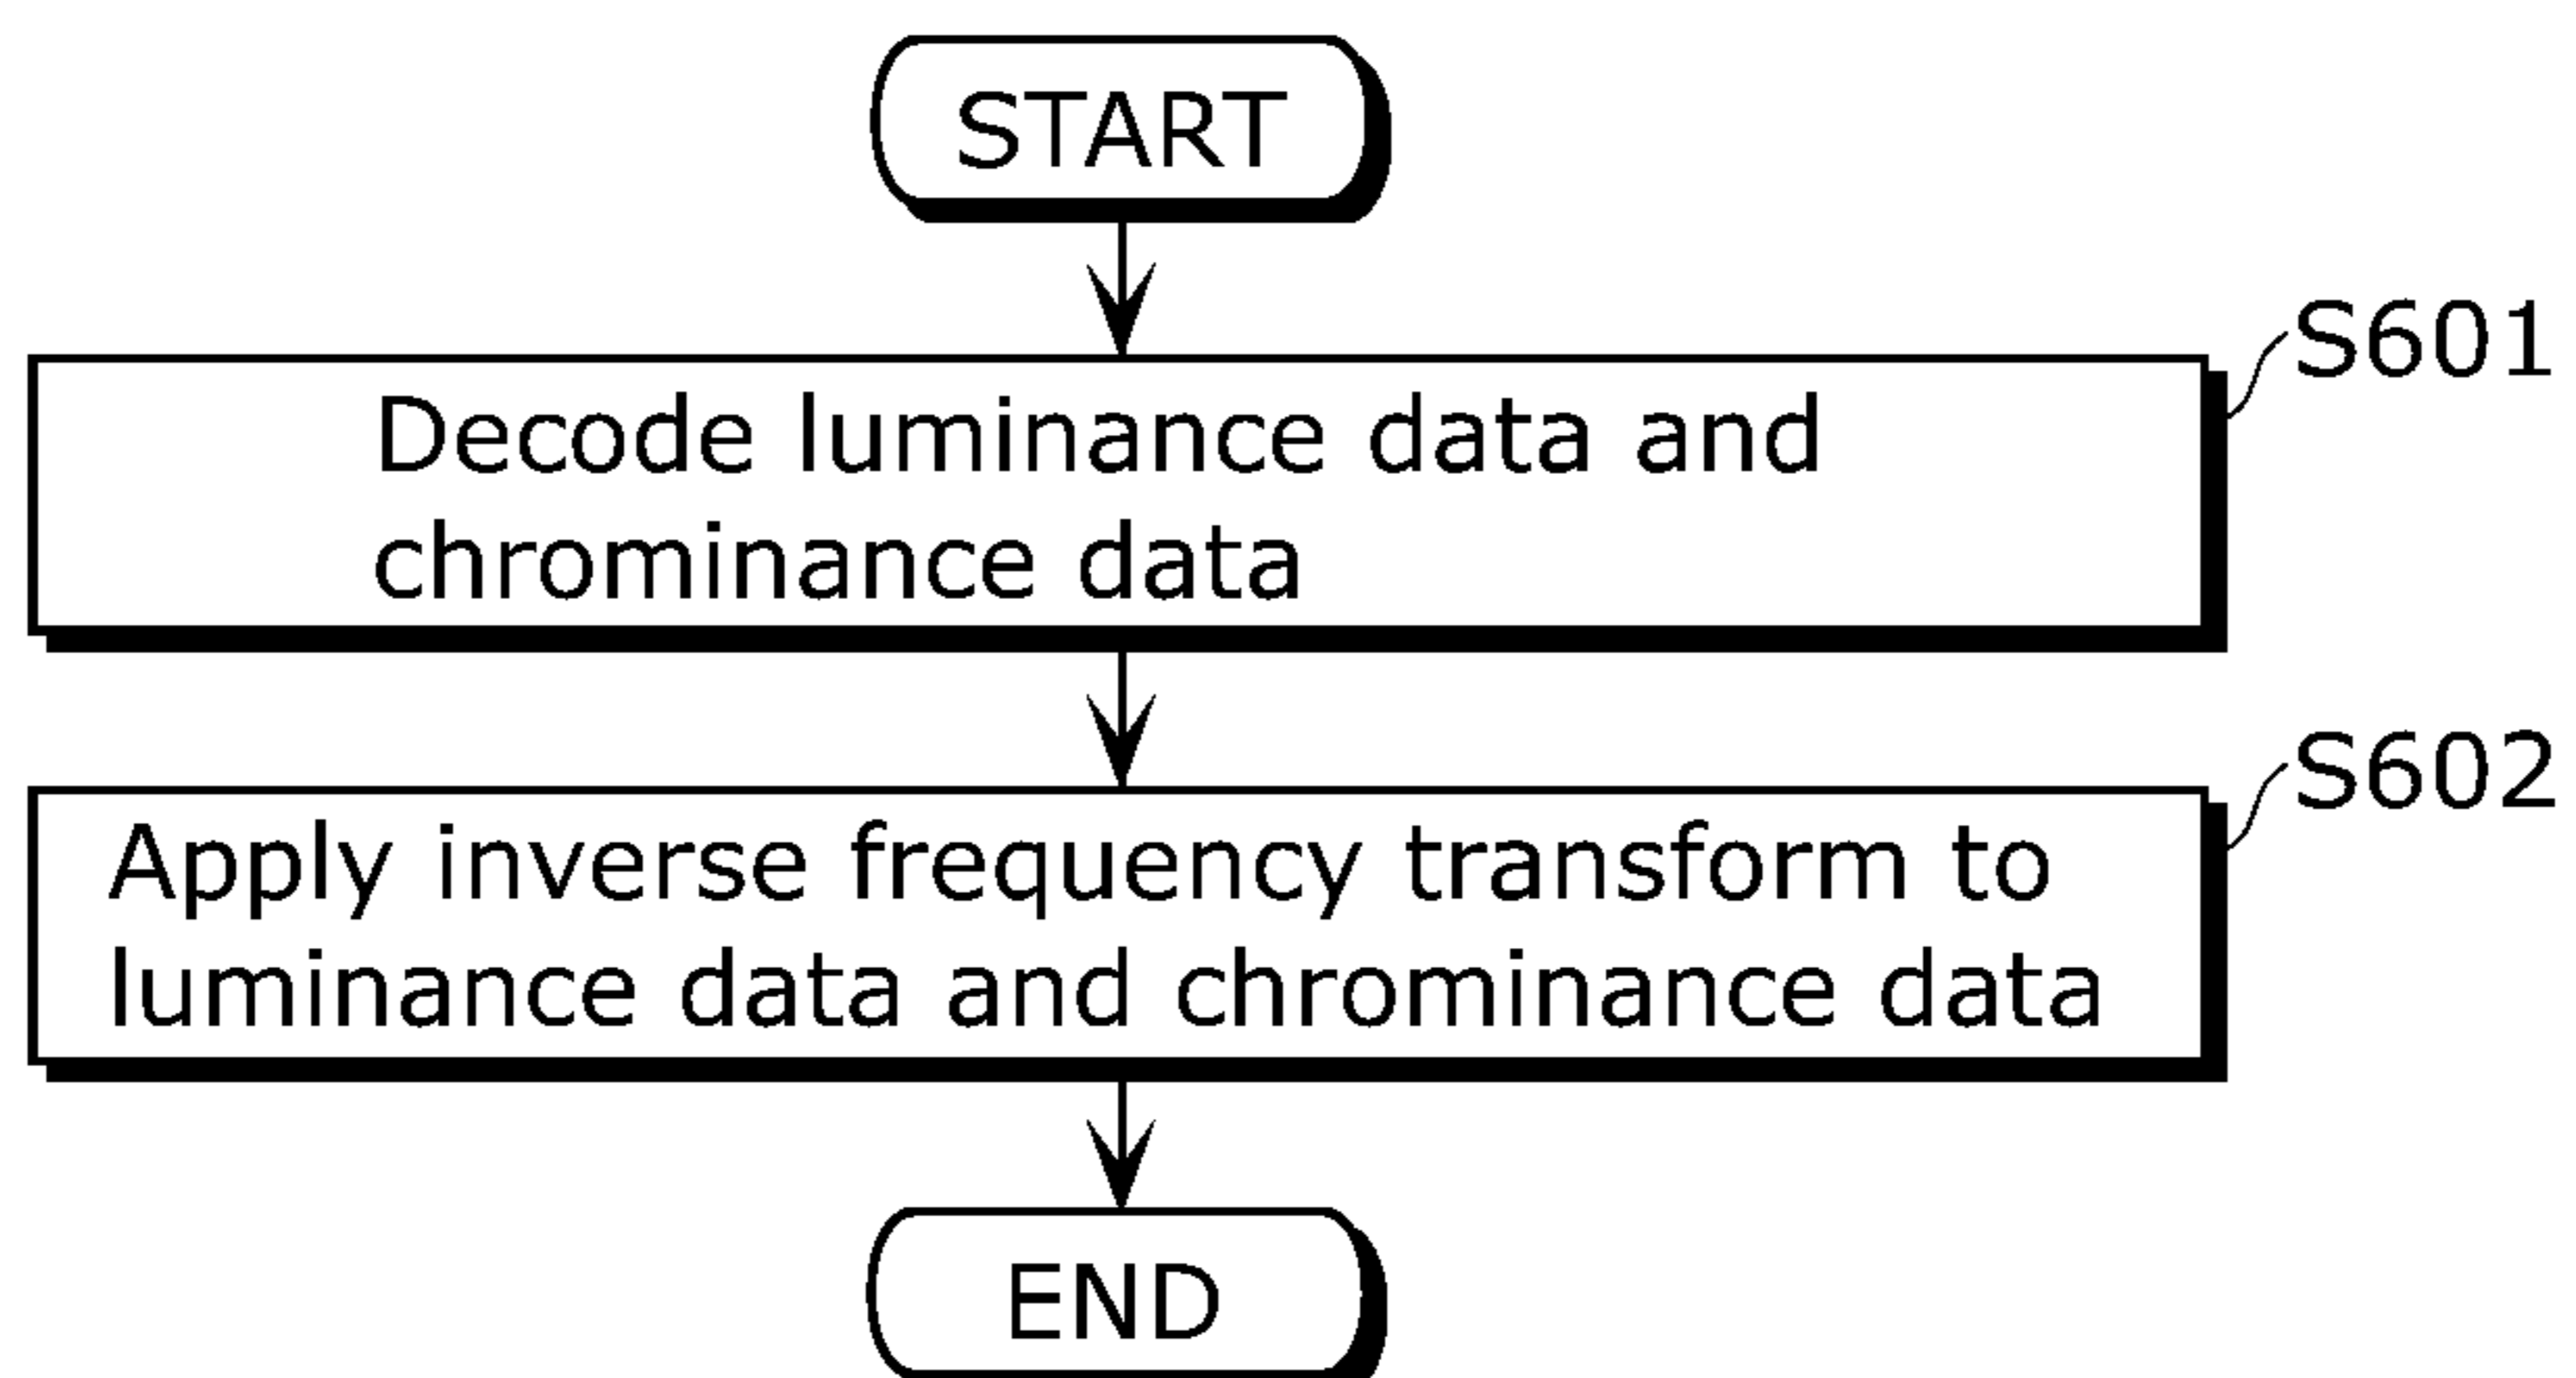 START
S601
Decode luminance data and
chrominance data
S602
Apply inverse frequency transform to
luminance data and chrominance data
END